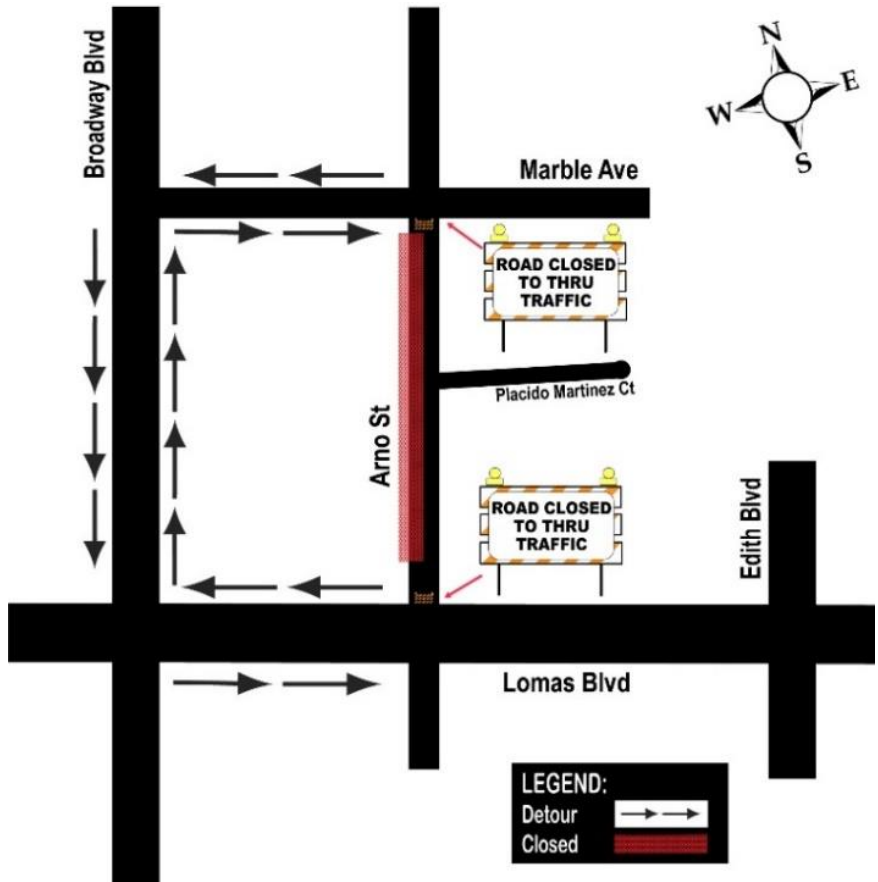 Broadway Blvd
N
W
E
S
Marble Ave
ROAD CLOSED
TO THRU
TRAFFIC
Placido Martinez Ct
Arno St
ROAD CLOSED
TO THRU
TRAFFIC
Edith Blvd
Lomas Blvd
LEGEND:
Detour
Closed